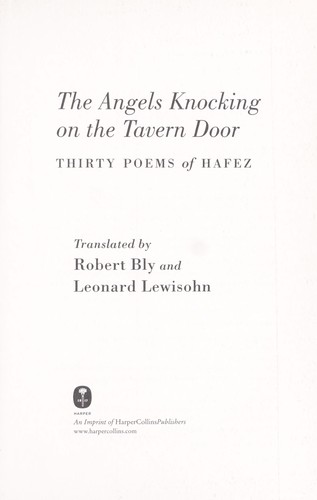 The Angels Knocking
on the Tavern Door
THIRTY POEMS of HAFEZ
Translated by
Robert Bly and
Leonard Lewisohn
HARPER
An Imprint of HarperCollinsPublishers
www.harpercollins.com